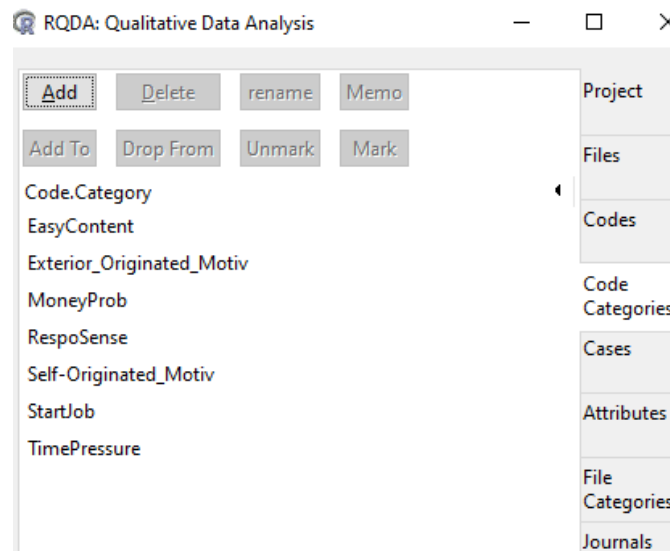 RQDA: Qualitative Data Analysis
Add Delete rename Memo
Add To Drop From Unmark Mark
Code.Category
EasyContent
Exterior_Originated_Motiv
MoneyProb
RespoSense
Self-Originated_Motiv
StartJob
TimePressure
Project
Files
Codes
Code
Categories
Cases
Attributes
File
Categories
Journals